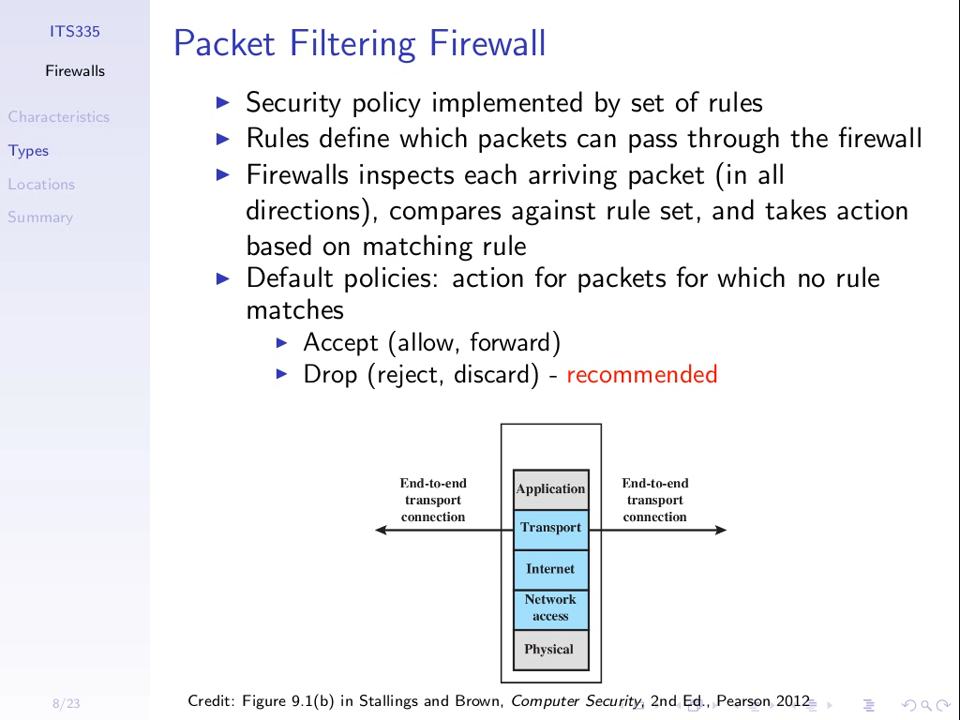 ITS335
Firewalls
Characteristics
Types
Locations
Summary
8/23
Packet Filtering Firewall
Security policy implemented by set of rules
Rules define which packets can pass through the firewall
Firewalls inspects each arriving packet (in all
directions), compares against rule set, and takes action
based on matching rule
Default policies: action for packets for which no rule
matches
Accept (allow, forward)
Drop (reject, discard) - recommended
End-to-end
transport
connection
Application
Transport
Internet
Network
access
Physical
End-to-end
transport
connection
Credit: Figure 9.1(b) in Stallings and Brown, Computer Security, 2nd Ed., Pearson 2012